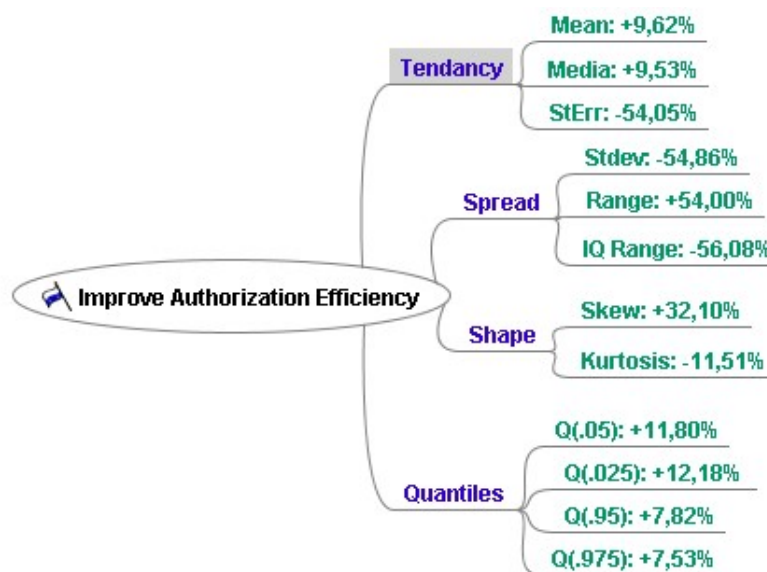 Mean: +9,62%
Tendancy
Media: +9,53%
StErr: -54,05%
Stdev: -54,86%
Spread
Range: +54,00%
IQ Range: -56,08%
Improve Authorization Efficiency
Skew: +32,10%
Shape
Kurtosis: -11,51%
Q(.05): +11,80%
Q(.025): +12,18%
Quantiles
Q(.95): +7,82%
Q(.975): +7,53%